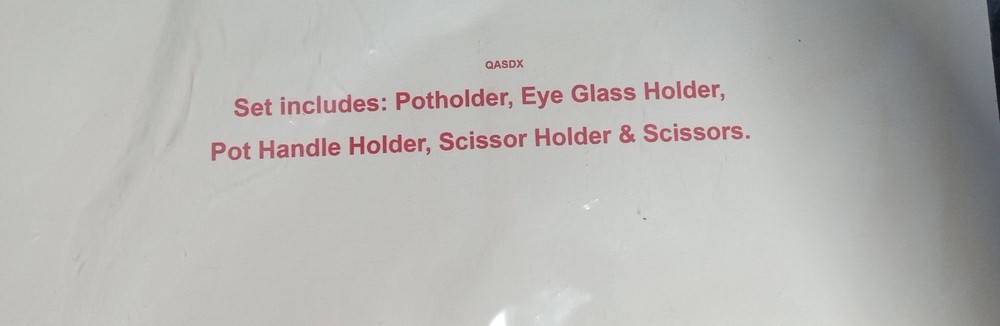 QASDX
Set includes: Potholder, Eye Glass Holder,
Pot Handle Holder, Scissor Holder & Scissors.